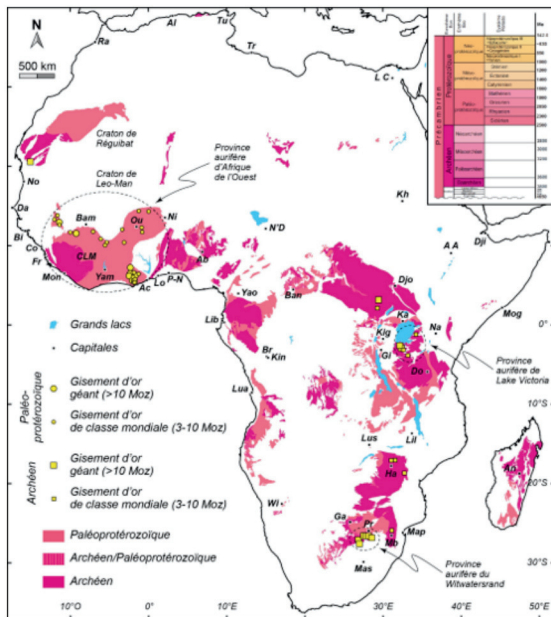 N
500 km
Ra
Al
Tu
Tr
L C
Craton de
Réguibat
No
Craton
de Leo-Man
Province
aurifère
d'Afrique
de l'Ouest
Kh
Da
Bi
Bam
Ou
Ni
N'D
Co
Fr
CLM
Ab
A A
Dji
Mon
Yam
Ac
Lo
P-N
Ban
Djo
Mog
Yao
Lib
Ka
Na
Kig
Gi
Br
Kin
Do
Province
aurifère de
Lake Victoria
Lua
Lus
Lil
Ha
An
Wi
Ga
Pr
Mb
Map
Mas
Province
aurifère du
Witwatersrand
Grands lacs
Capitales
Paléo-
protérozoïque
Gisement d'or
géant (>10 Moz)
Gisement d'or
de classe mondiale (3-10 Moz)
Archéen
Gisement d'or
géant (>10 Moz)
Gisement d'or
de classe mondiale (3-10 Moz)
Paléoprotérozoïque
Archéen/Paléoprotérozoïque
Archéen
10°N
0°
10°S
20°S
30°S
10°O
0°
10°E
20°E
30°E
40°E
50°E
Précambrien
Protérozoïque
Archéen